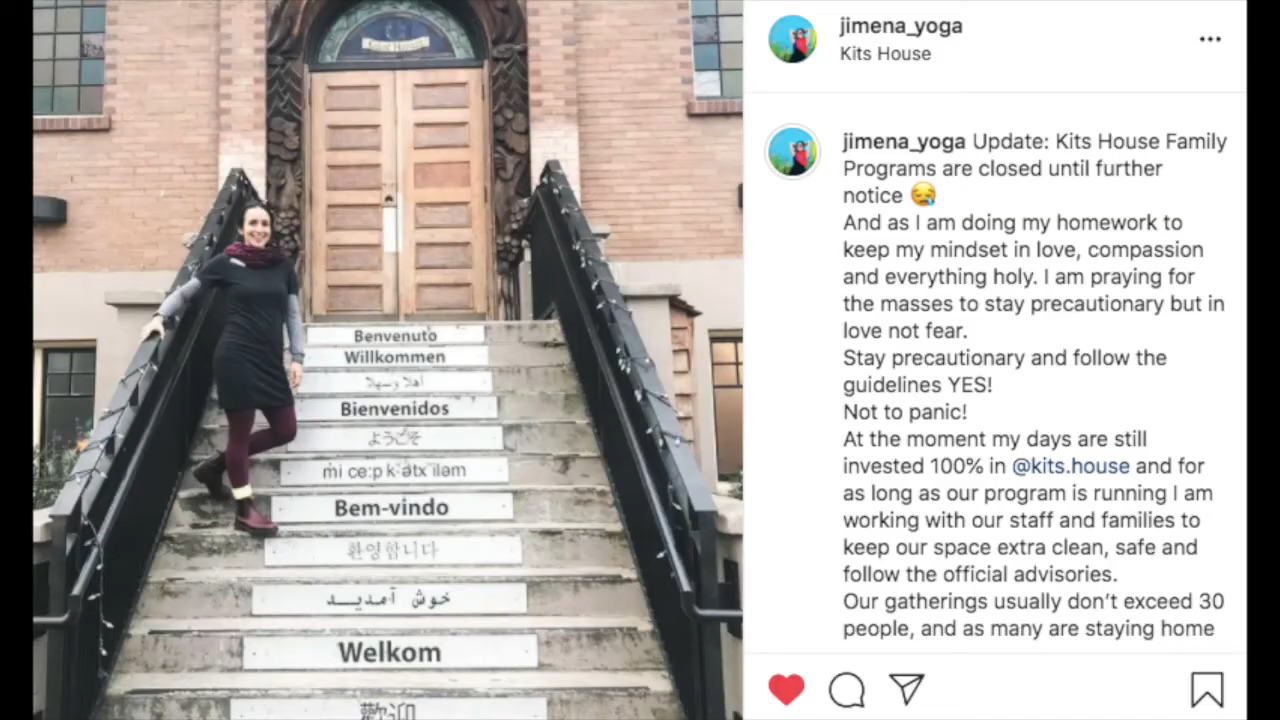 Benvenuto
Willkommen
اهلا وسهلا
Bienvenidos
ようこそ
Bem-vindo
환영합니다
خوش آمدید
Welkom
歡迎
jimena_yoga
Kits House
jimena_yoga Update: Kits House Family
Programs are closed until further
notice 😪
And as I am doing my homework to
keep my mindset in love, compassion
and everything holy. I am praying for
the masses to stay precautionary but in
love not fear.
Stay precautionary and follow the
guidelines YES!
Not to panic!
At the moment my days are still
invested 100% in @kits.house and for
as long as our program is running I am
working with our staff and families to
keep our space extra clean, safe and
follow the official advisories.
Our gatherings usually don’t exceed 30
people, and as many are staying home